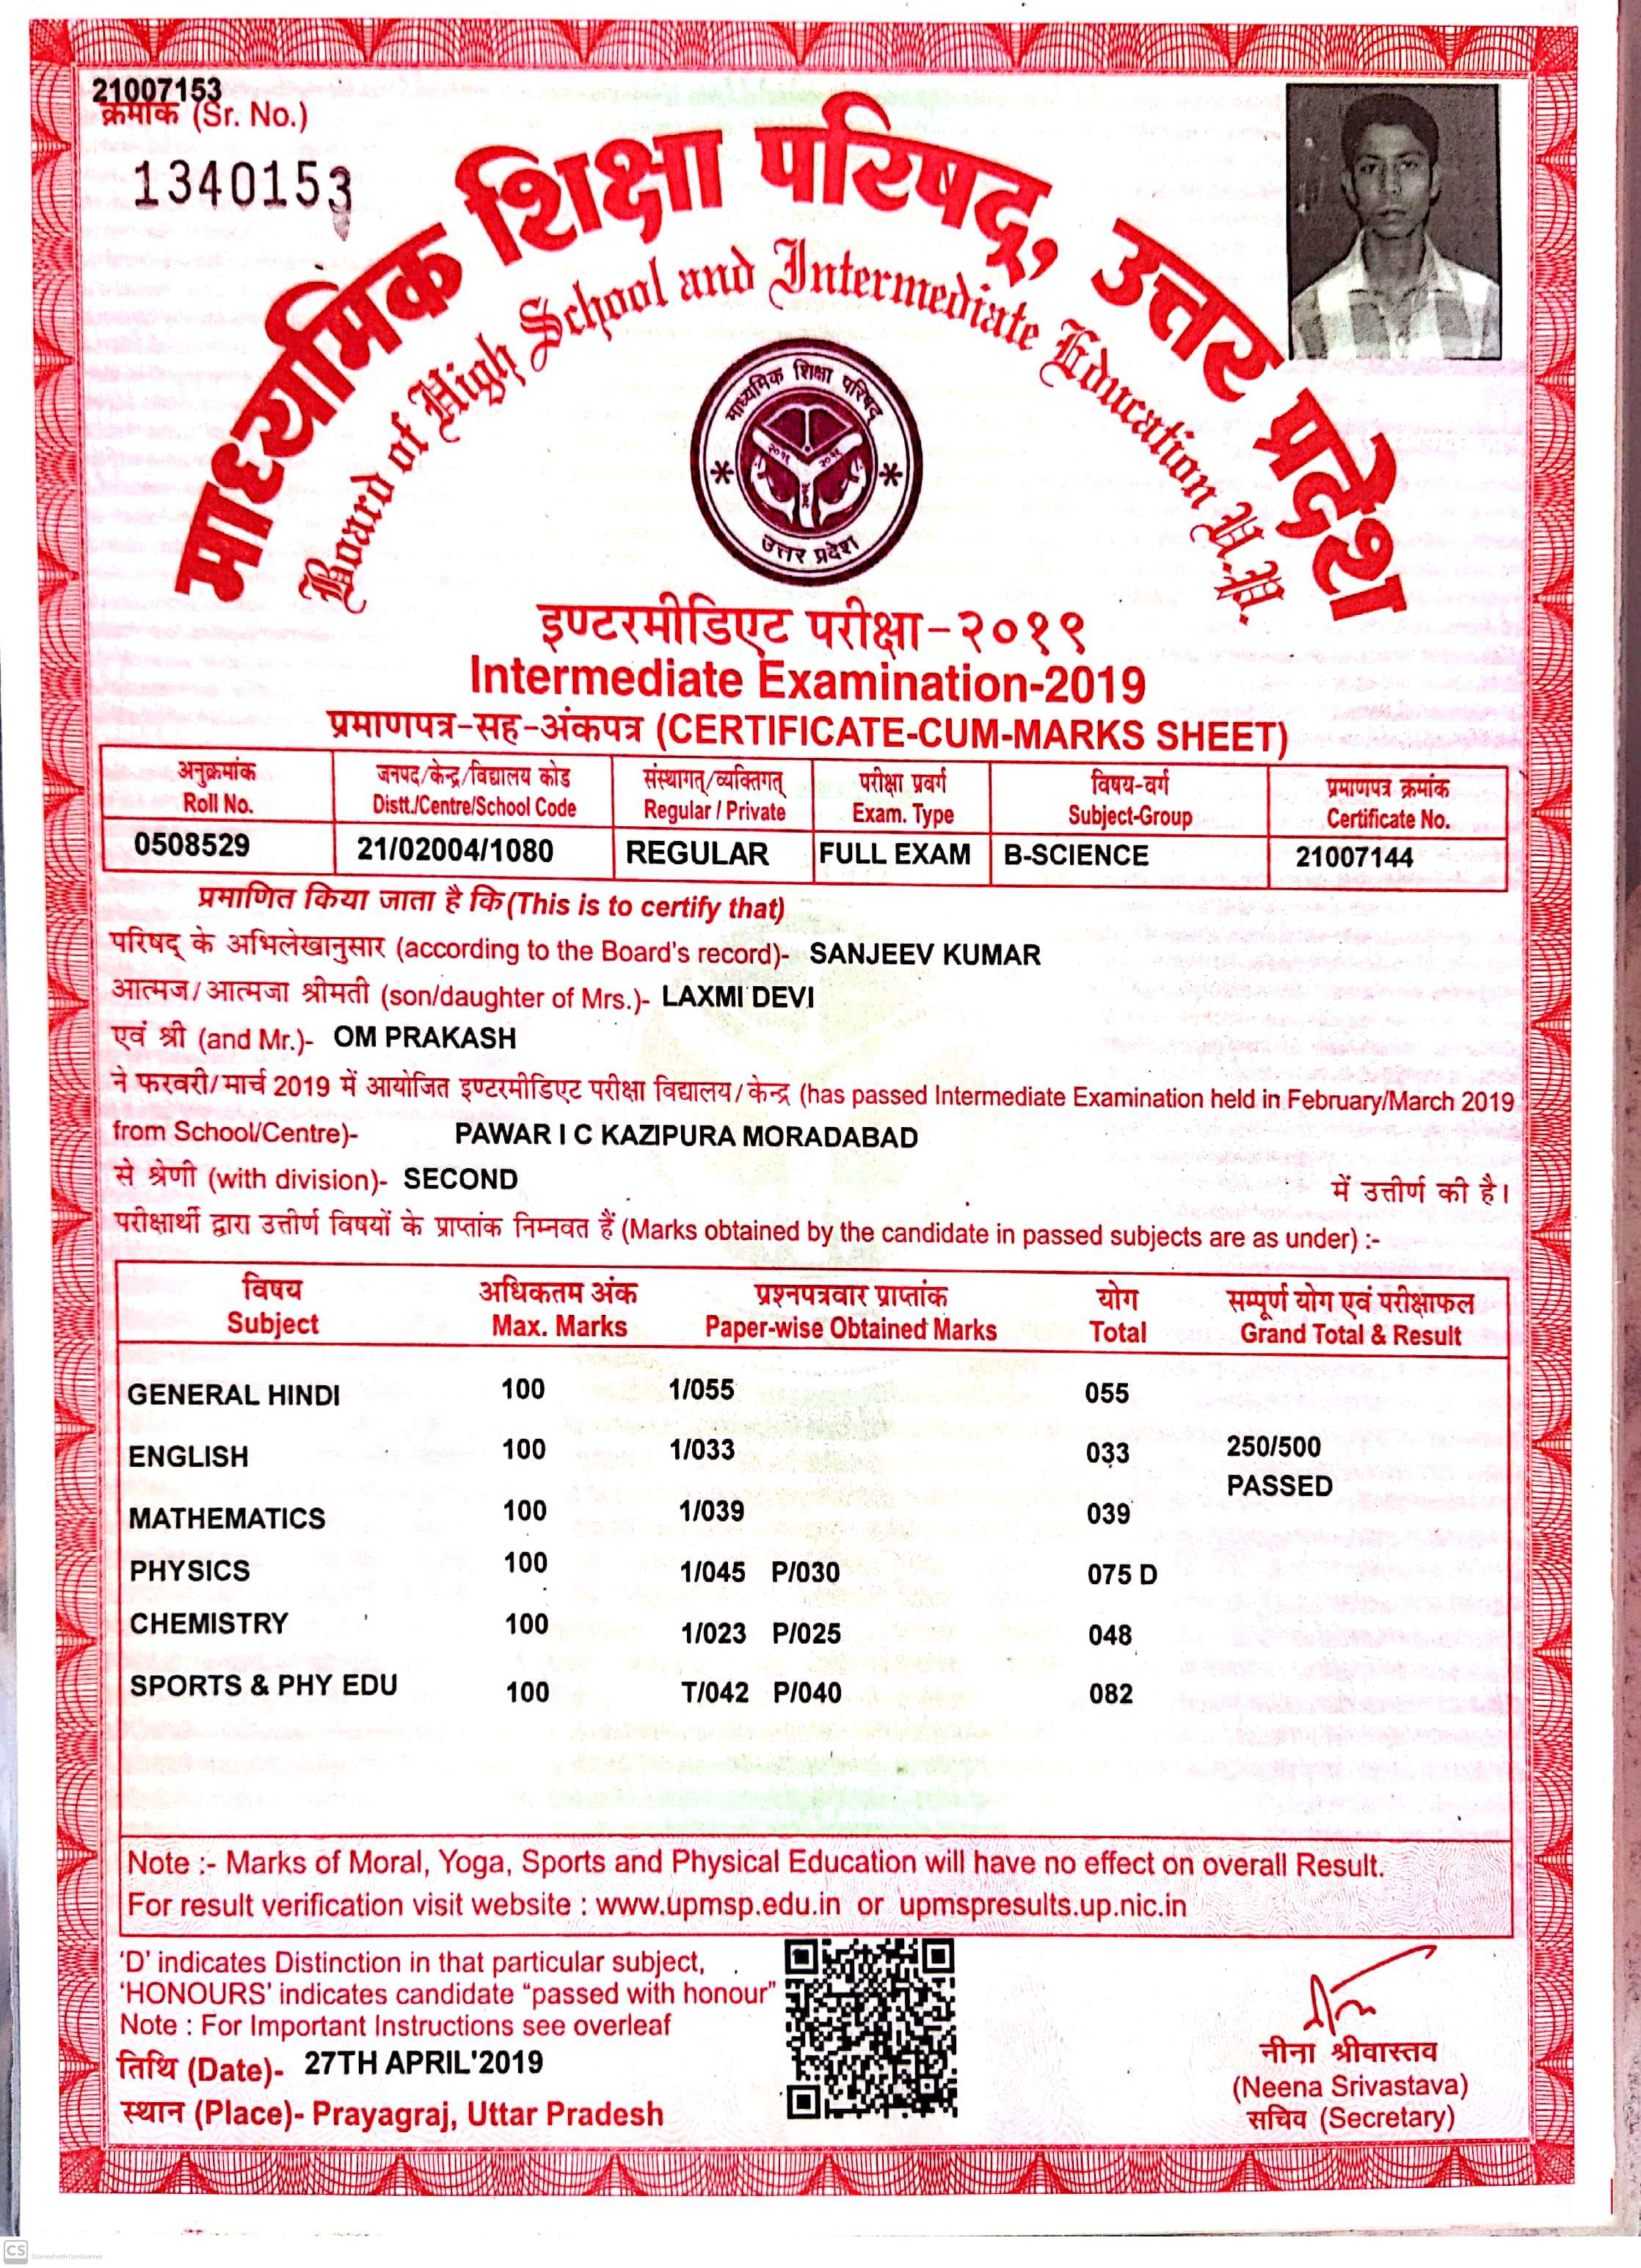 21007153
क्रमांक (Sr. No.)
1340153
माध्यमिक शिक्षा परिषद्, उत्तर प्रदेश
Board of High School and Intermediate Education U.P.
माध्यमिक शिक्षा परिषद्
उत्तर प्रदेश
इण्टरमीडिएट परीक्षा-२०१९
Intermediate Examination-2019
प्रमाणपत्र-सह-अंकपत्र (CERTIFICATE-CUM-MARKS SHEET)
अनुक्रमांक जनपद/केन्द्र/विद्यालय कोड संस्थागत्/व्यक्तिगत् परीक्षा प्रवर्ग विषय-वर्ग प्रमाणपत्र क्रमांक
Roll No. Distt./Centre/School Code Regular / Private Exam. Type Subject-Group Certificate No.
0508529 21/02004/1080 REGULAR FULL EXAM B-SCIENCE 21007144
प्रमाणित किया जाता है कि (This is to certify that)
परिषद् के अभिलेखानुसार (according to the Board's record)- SANJEEV KUMAR
आत्मज/आत्मजा श्रीमती (son/daughter of Mrs.)- LAXMI DEVI
एवं श्री (and Mr.)- OM PRAKASH
ने फरवरी/मार्च 2019 में आयोजित इण्टरमीडिएट परीक्षा विद्यालय/केन्द्र (has passed Intermediate Examination held in February/March 2019
from School/Centre)- PAWAR I C KAZIPURA MORADABAD
से श्रेणी (with division)- SECOND में उत्तीर्ण की है।
परीक्षार्थी द्वारा उत्तीर्ण विषयों के प्राप्तांक निम्नवत हैं (Marks obtained by the candidate in passed subjects are as under) :-
विषय अधिकतम अंक प्रश्नपत्रवार प्राप्तांक योग सम्पूर्ण योग एवं परीक्षाफल
Subject Max. Marks Paper-wise Obtained Marks Total Grand Total & Result
GENERAL HINDI 100 1/055 055
ENGLISH 100 1/033 033 250/500
PASSED
MATHEMATICS 100 1/039 039
PHYSICS 100 1/045 P/030 075 D
CHEMISTRY 100 1/023 P/025 048
SPORTS & PHY EDU 100 T/042 P/040 082
Note :- Marks of Moral, Yoga, Sports and Physical Education will have no effect on overall Result.
For result verification visit website : www.upmsp.edu.in or upmspresults.up.nic.in
'D' indicates Distinction in that particular subject,
'HONOURS' indicates candidate "passed with honour"
Note : For Important Instructions see overleaf
तिथि (Date)- 27TH APRIL'2019
स्थान (Place)- Prayagraj, Uttar Pradesh
नीना श्रीवास्तव
(Neena Srivastava)
सचिव (Secretary)
CS Scanned with CamScanner